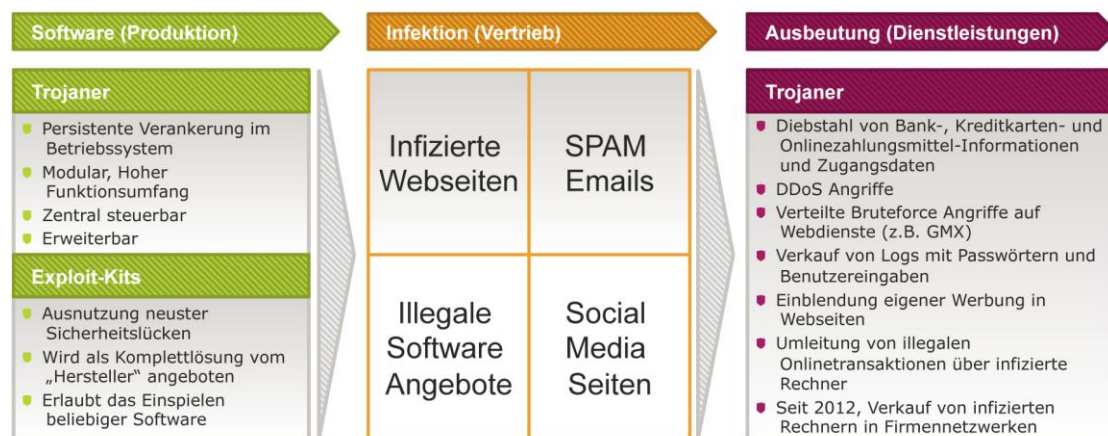 Software (Produktion)
Trojaner
Persistente Verankerung im
Betriebssystem
Modular, Hoher
Funktionsumfang
Zentral steuerbar
Erweiterbar
Exploit-Kits
Ausnutzung neuster
Sicherheitslücken
Wird als Komplettlösung vom
„Hersteller“ angeboten
Erlaubt das Einspielen
beliebiger Software
Infektion (Vertrieb)
Infizierte
Webseiten
SPAM
Emails
Illegale
Software
Angebote
Social
Media
Seiten
Ausbeutung (Dienstleistungen)
Trojaner
Diebstahl von Bank-, Kreditkarten- und
Onlinezahlungsmittel-Informationen
und Zugangsdaten
DDoS Angriffe
Verteilte Bruteforce Angriffe auf
Webdienste (z.B. GMX)
Verkauf von Logs mit Passwörtern und
Benutzereingaben
Einblendung eigener Werbung in
Webseiten
Umleitung von illegalen
Onlinetransaktionen über infizierte
Rechner
Seit 2012, Verkauf von infizierten
Rechnern in Firmennetzwerken